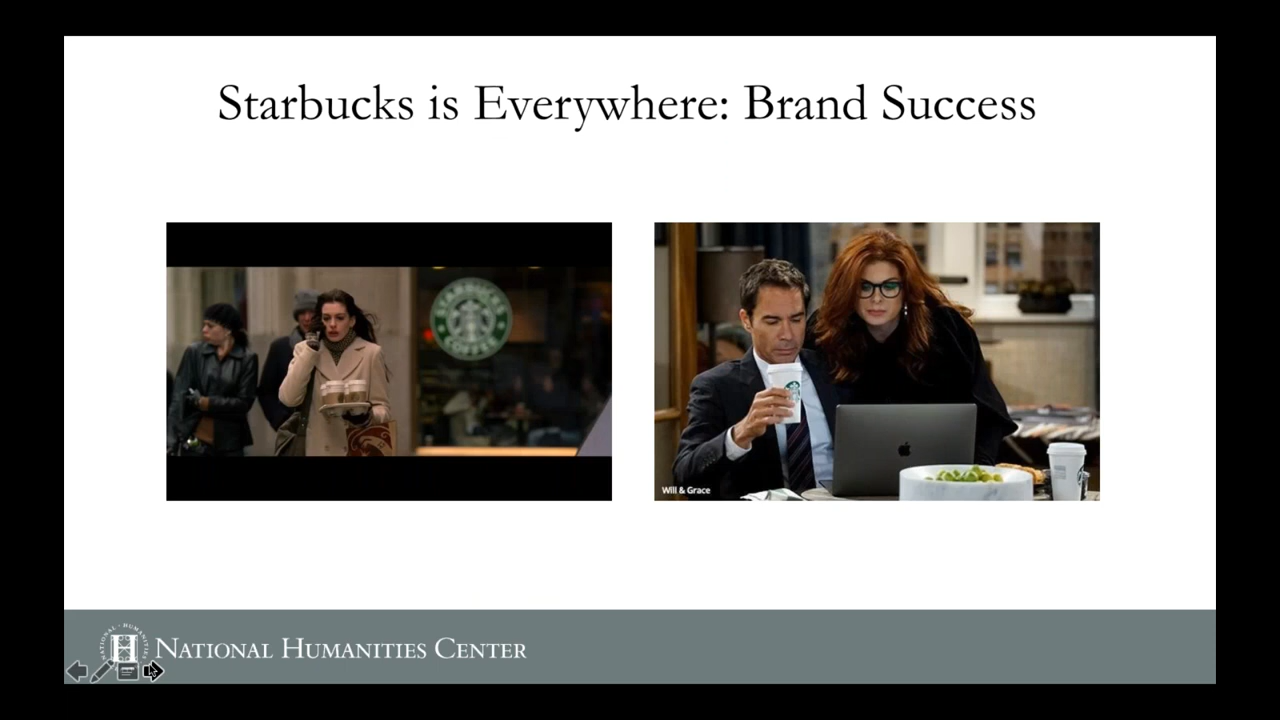 Starbucks is Everywhere: Brand Success
STARBUCKS
COFFEE
Will & Grace
NATIONAL HUMANITIES CENTER